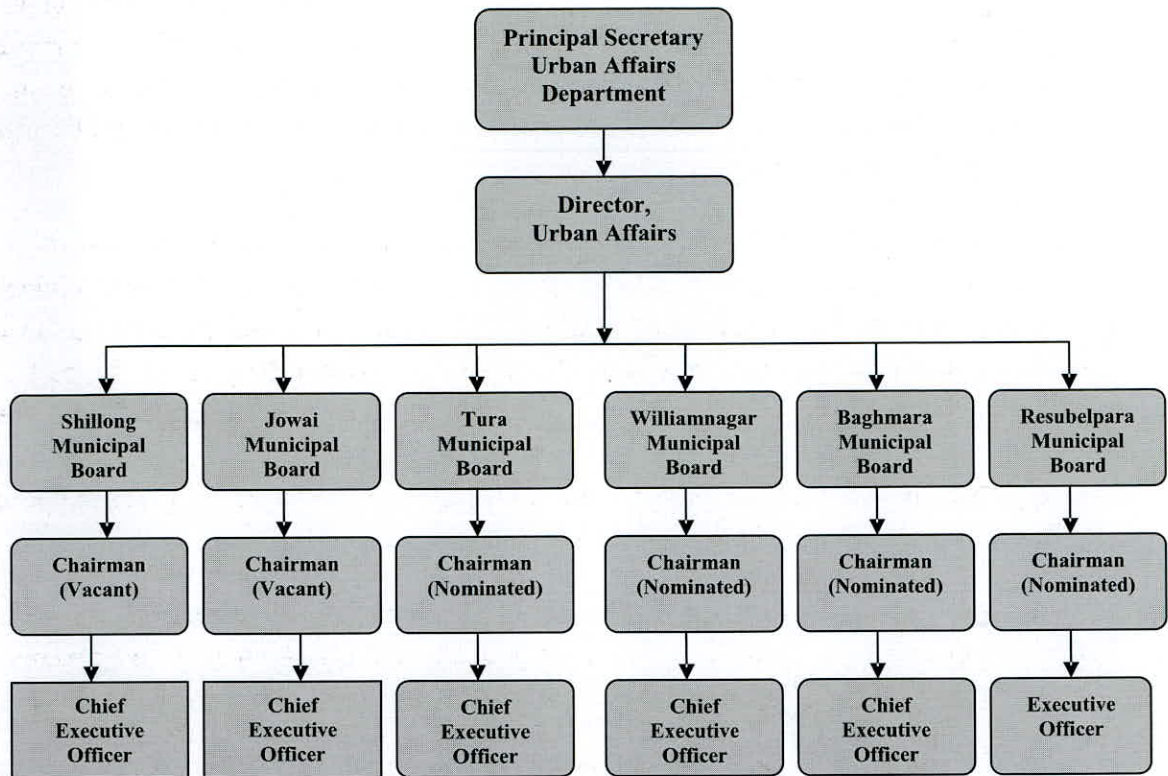 Principal Secretary
Urban Affairs
Department
Director,
Urban Affairs
Shillong
Municipal
Board
Jowai
Municipal
Board
Tura
Municipal
Board
Williamnagar
Municipal
Board
Baghmara
Municipal
Board
Resubelpara
Municipal
Board
Chairman
(Vacant)
Chairman
(Vacant)
Chairman
(Nominated)
Chairman
(Nominated)
Chairman
(Nominated)
Chairman
(Nominated)
Chief
Executive
Officer
Chief
Executive
Officer
Chief
Executive
Officer
Chief
Executive
Officer
Chief
Executive
Officer
Executive
Officer